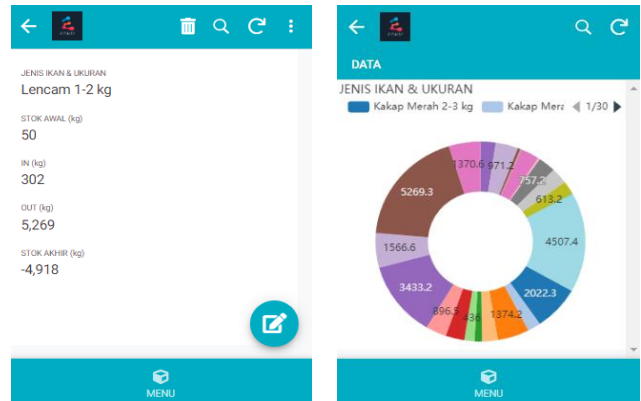 JENIS IKAN & UKURAN
Lencam 1-2 kg
STOK AWAL (kg)
50
IN (kg)
302
OUT (kg)
5,269
STOK AKHIR (kg)
-4,918
MENU
DATA
JENIS IKAN & UKURAN
Kakap Merah 2-3 kg Kakap Mera 1/30
1370.6 971.2
757.2
613.2
5269.3
4507.4
1566.6
2022.3
3433.2
896.5 436 1374.2
MENU